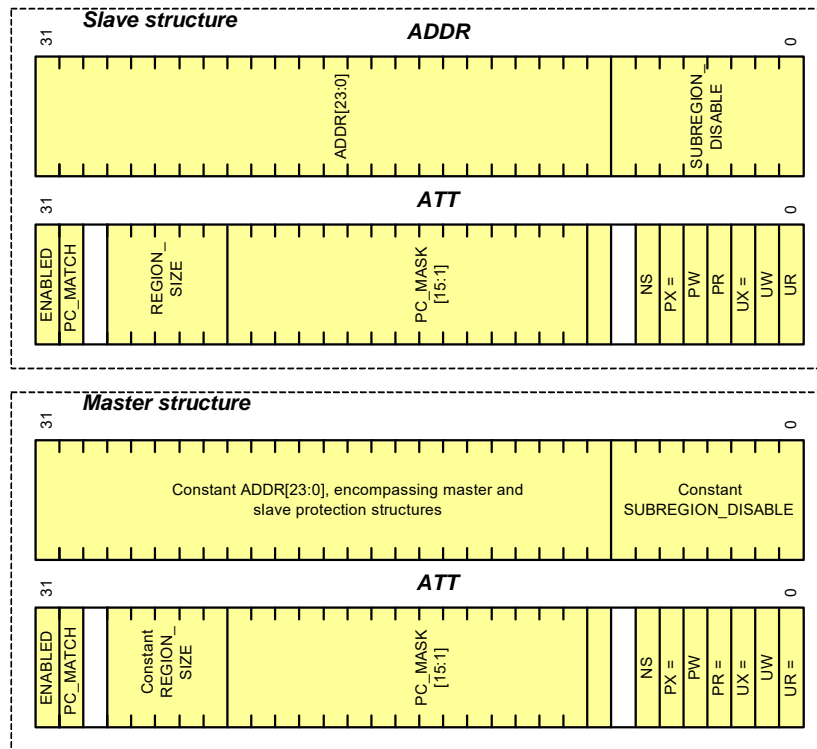 Slave structure
ADDR
31
0
ADDR[23:0]
SUBREGION_
DISABLE
ATT
31
0
ENABLED
PC_MATCH
REGION_
SIZE
PC_MASK
[15:1]
NS
PX =
PW
PR
UX =
UW
UR
Master structure
31
0
Constant ADDR[23:0], encompassing master and
slave protection structures
Constant
SUBREGION_DISABLE
ATT
31
0
ENABLED
PC_MATCH
Constant
REGION_
SIZE
PC_MASK
[15:1]
NS
PX =
PW
PR =
UX =
UW
UR =